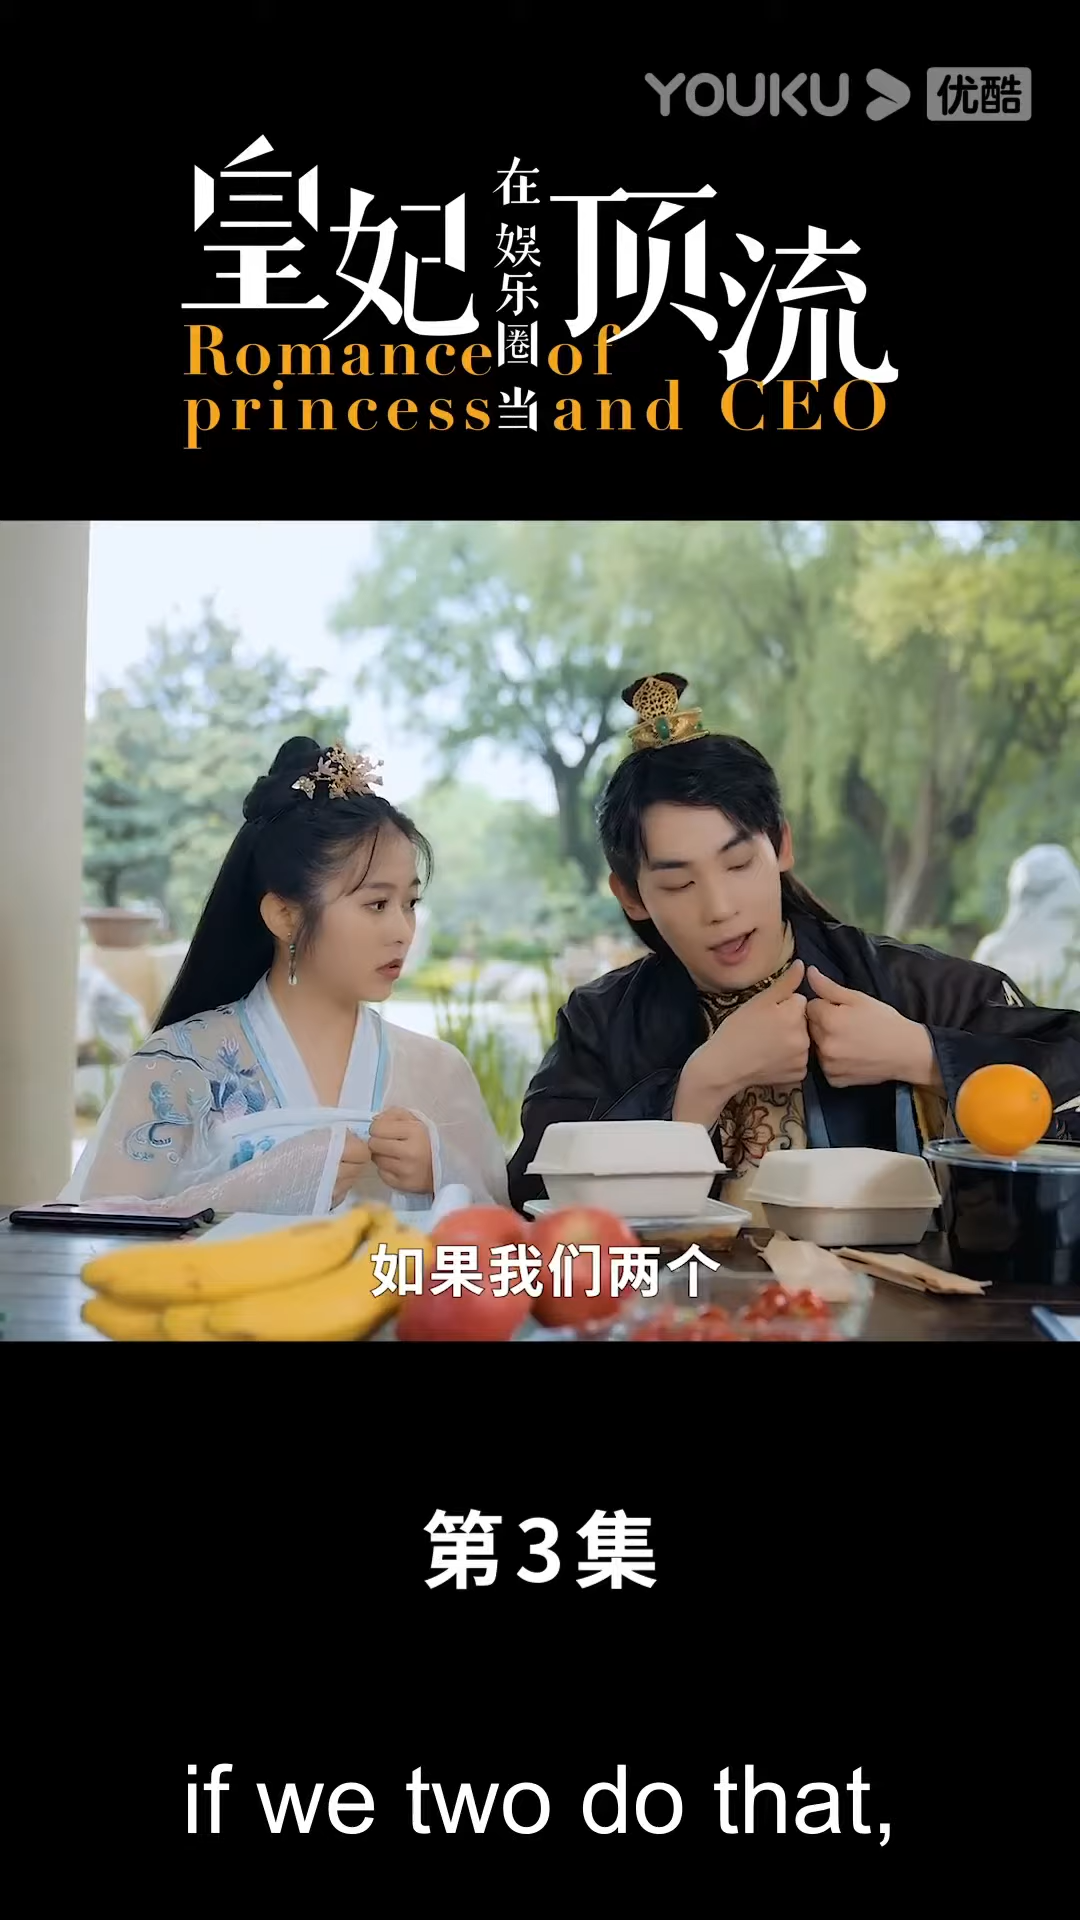 YOUKU 优酷
皇妃在娱乐圈当顶流
Romance of
princess and CEO
如果我们两个
第3集
if we two do that,